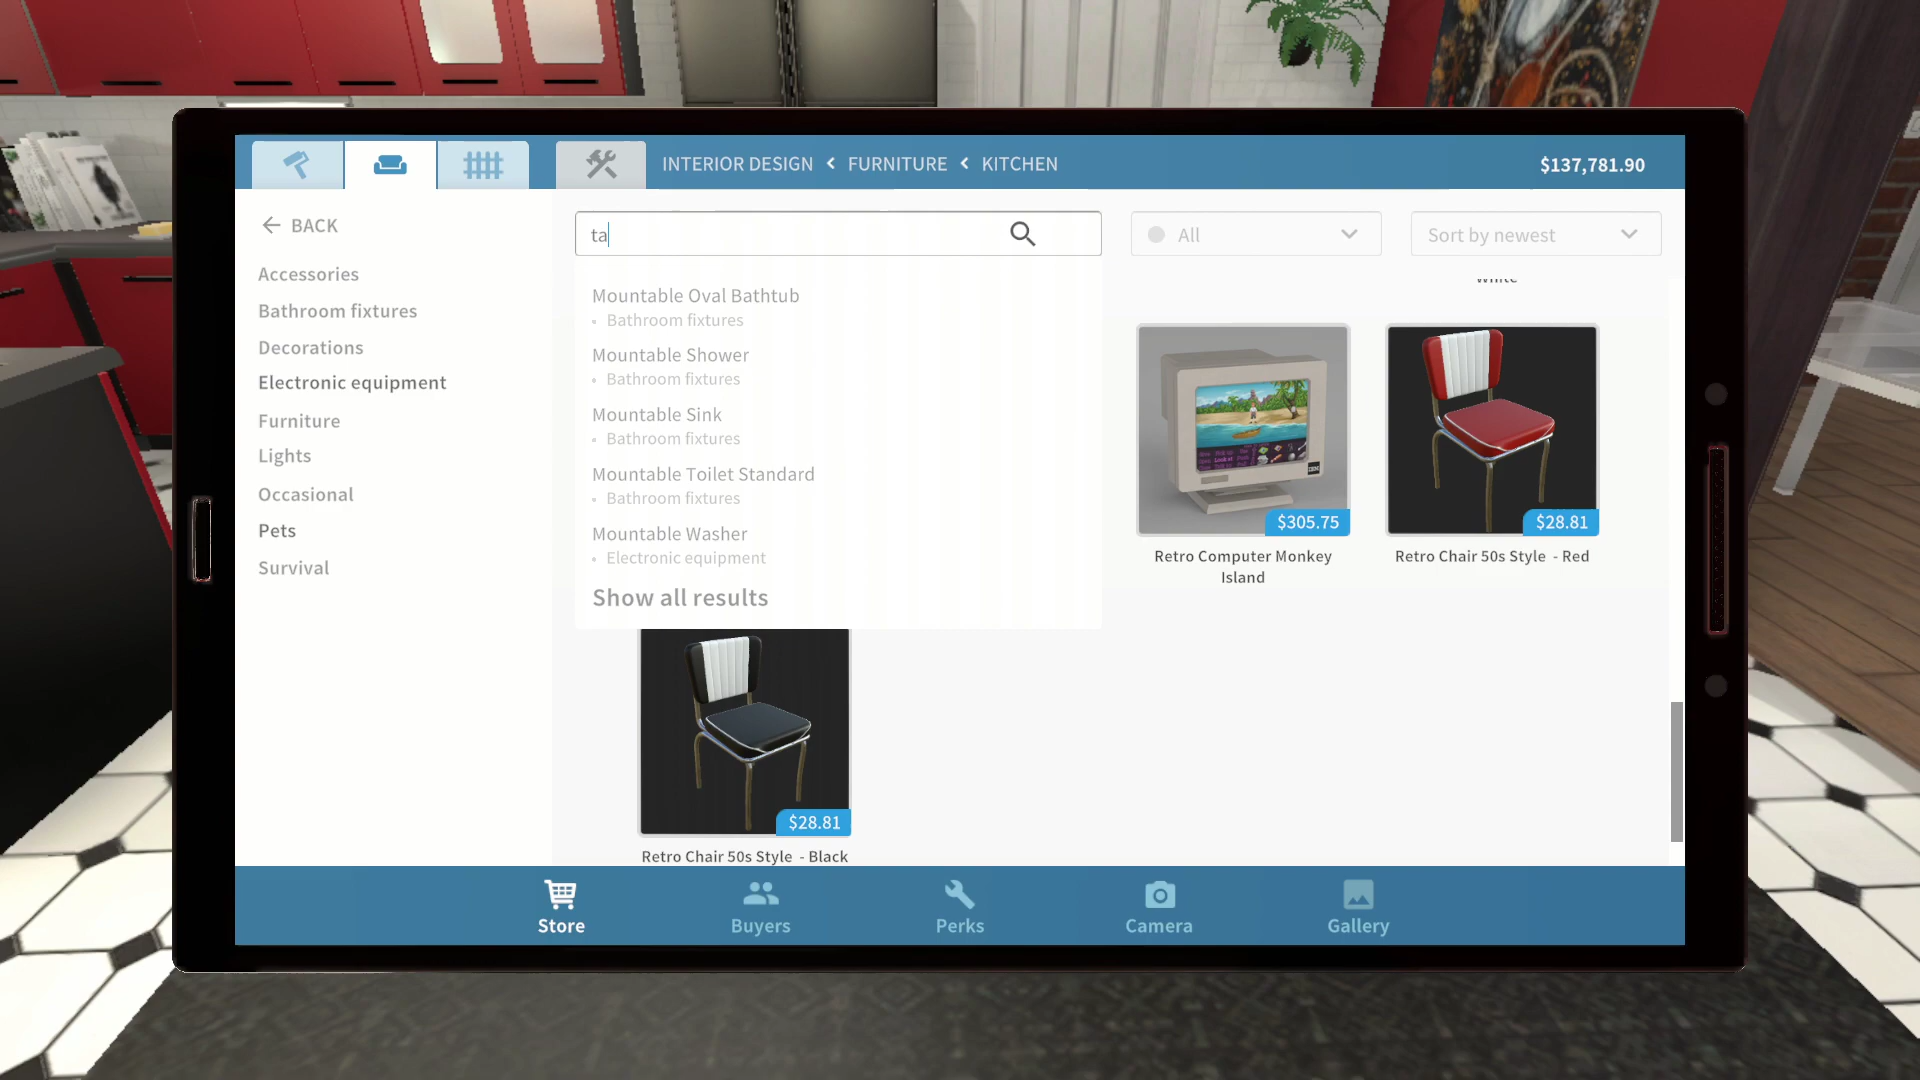 INTERIOR DESIGN < FURNITURE < KITCHEN
$137,781.90
BACK
Accessories
Bathroom fixtures
Decorations
Electronic equipment
Furniture
Lights
Occasional
Pets
Survival
ta
All
Sort by newest
Mountable Oval Bathtub
• Bathroom fixtures
Mountable Shower
• Bathroom fixtures
Mountable Sink
• Bathroom fixtures
Mountable Toilet Standard
• Bathroom fixtures
Mountable Washer
• Electronic equipment
Show all results
White
$305.75
Retro Computer Monkey
Island
$28.81
Retro Chair 50s Style - Red
$28.81
Retro Chair 50s Style - Black
Store
Buyers
Perks
Camera
Gallery